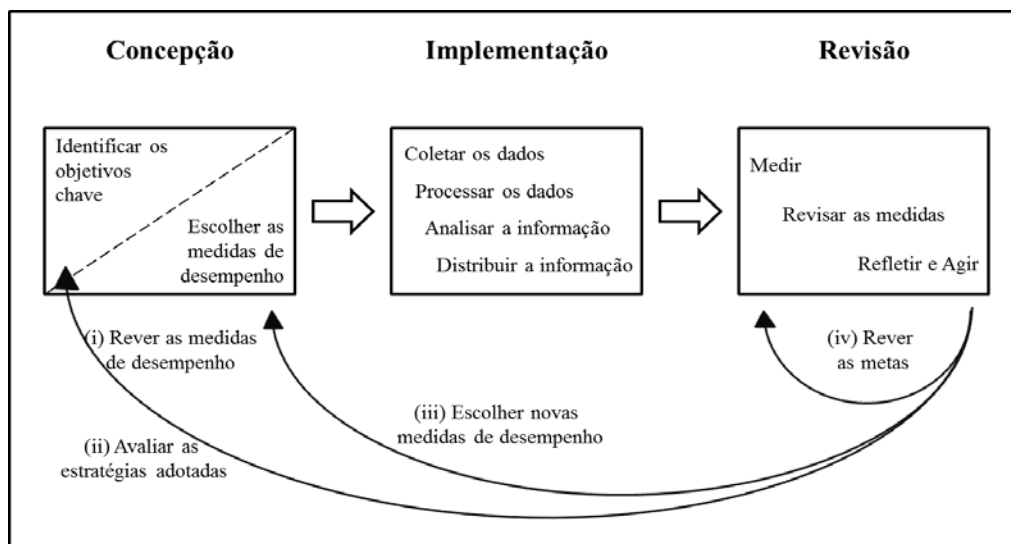 Concepção
Implementação
Revisão
Identificar os
objetivos
chave
Escolher as
medidas de
desempenho
Coletar os dados
Processar os dados
Analisar a informação
Distribuir a informação
Medir
Revisar as medidas
Refletir e Agir
(i) Rever as medidas
de desempenho
(ii) Avaliar as
estratégias adotadas
(iii) Escolher novas
medidas de desempenho
(iv) Rever
as metas